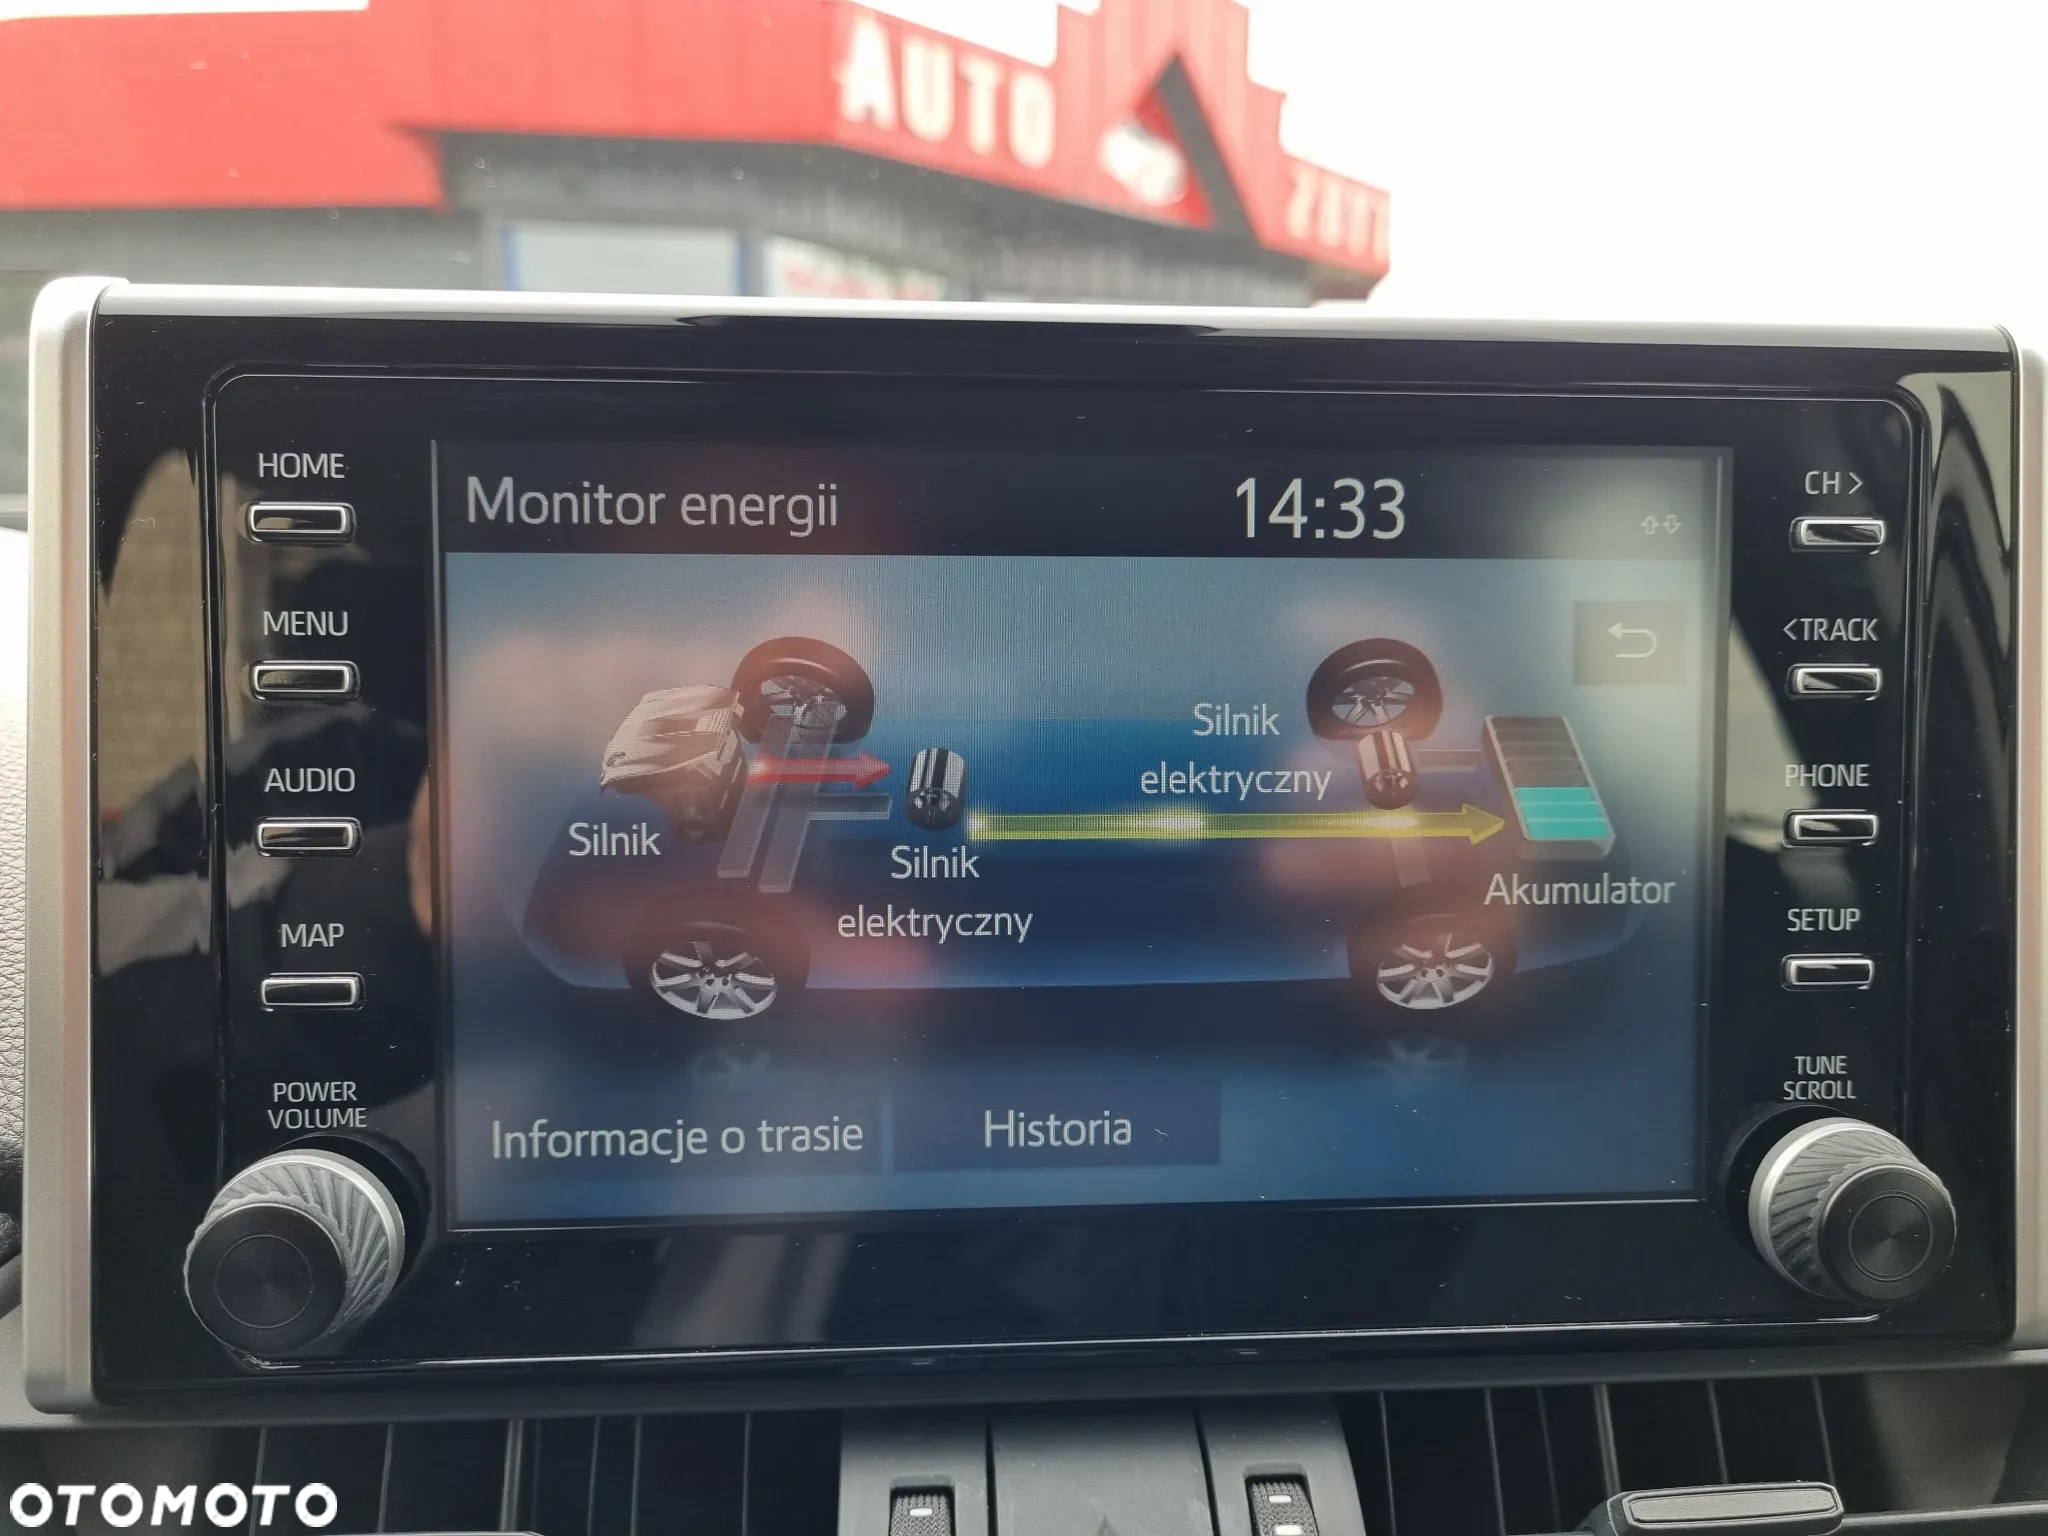 AUTO
HOME
MENU
AUDIO
MAP
POWER
VOLUME
Monitor energii
14:33
Silnik
Silnik
elektryczny
Silnik
elektryczny
Akumulator
Informacje o trasie
Historia
CH>
<TRACK
PHONE
SETUP
TUNE
SCROLL
OTOMOTO